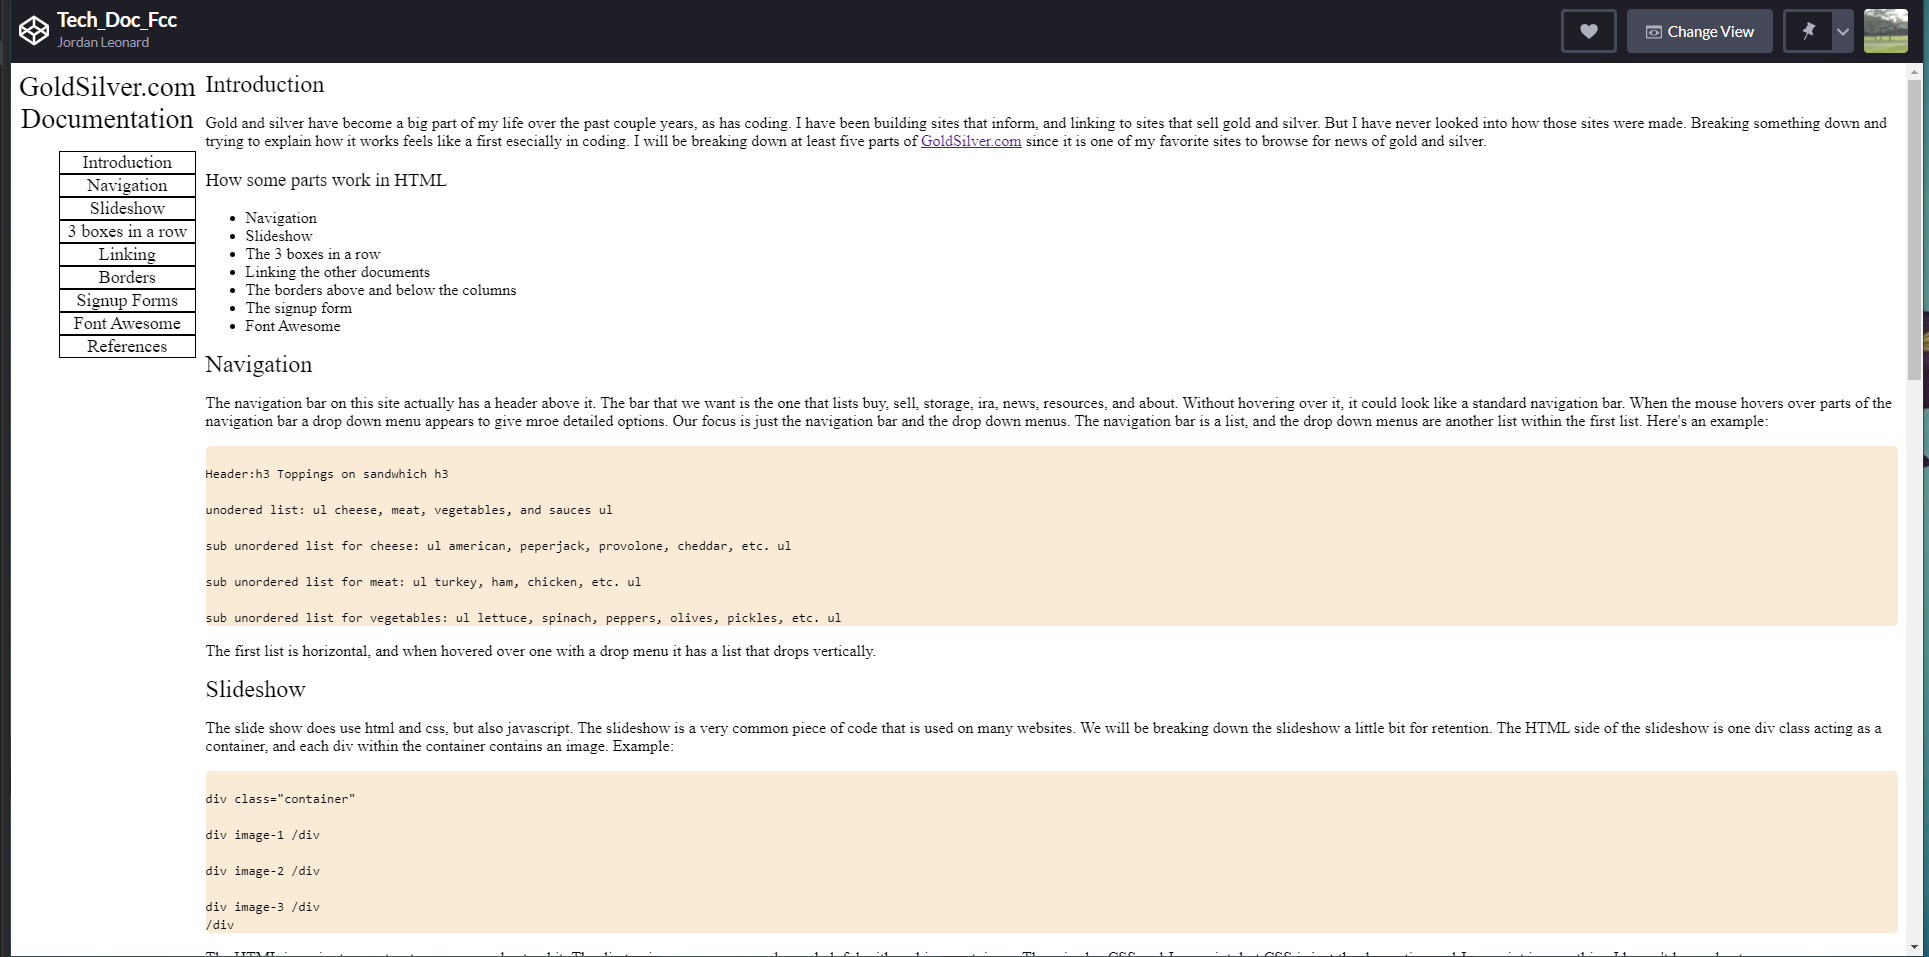 Tech_Doc_Fcc
Jordan Leonard
Change View
GoldSilver.com
Documentation
Introduction
Navigation
Slideshow
3 boxes in a row
Linking
Borders
Signup Forms
Font Awesome
References
Introduction
Gold and silver have become a big part of my life over the past couple years, as has coding. I have been building sites that inform, and linking to sites that sell gold and silver. But I have never looked into how those sites were made. Breaking something down and
trying to explain how it works feels like a first esecially in coding. I will be breaking down at least five parts of GoldSilver.com since it is one of my favorite sites to browse for news of gold and silver.
How some parts work in HTML
• Navigation
• Slideshow
• The 3 boxes in a row
• Linking the other documents
• The borders above and below the columns
• The signup form
• Font Awesome
Navigation
The navigation bar on this site actually has a header above it. The bar that we want is the one that lists buy, sell, storage, ira, news, resources, and about. Without hovering over it, it could look like a standard navigation bar. When the mouse hovers over parts of the
navigation bar a drop down menu appears to give mroe detailed options. Our focus is just the navigation bar and the drop down menus. The navigation bar is a list, and the drop down menus are another list within the first list. Here's an example:
Header:h3 Toppings on sandwhich h3
unodered list: ul cheese, meat, vegetables, and sauces ul
sub unordered list for cheese: ul american, peperjack, provolone, cheddar, etc. ul
sub unordered list for meat: ul turkey, ham, chicken, etc. ul
sub unordered list for vegetables: ul lettuce, spinach, peppers, olives, pickles, etc. ul
The first list is horizontal, and when hovered over one with a drop menu it has a list that drops vertically.
Slideshow
The slide show does use html and css, but also javascript. The slideshow is a very common piece of code that is used on many websites. We will be breaking down the slideshow a little bit for retention. The HTML side of the slideshow is one div class acting as a
container, and each div within the container contains an image. Example:
div class="container"
div image-1 /div
div image-2 /div
div image-3 /div
/div